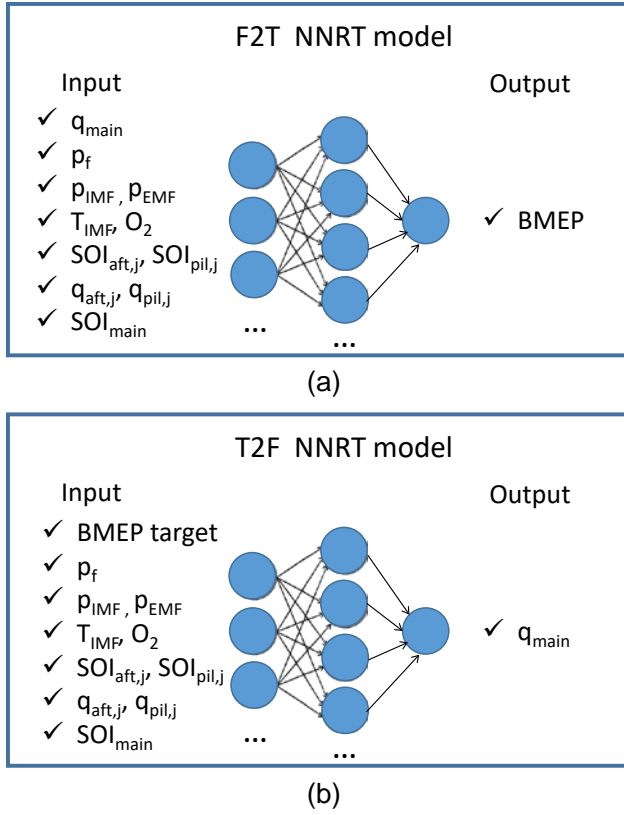 F2T NNRT model
Input
✓ q_main
✓ p_f
✓ p_IMF , p_EMF
✓ T_IMF, O_2
✓ SOI_aft,j, SOI_pil,j
✓ q_aft,j, q_pil,j
✓ SOI_main
...
...
Output
✓ BMEP
(a)
T2F NNRT model
Input
✓ BMEP target
✓ p_f
✓ p_IMF , p_EMF
✓ T_IMF, O_2
✓ SOI_aft,j, SOI_pil,j
✓ q_aft,j, q_pil,j
✓ SOI_main
...
...
Output
✓ q_main
(b)